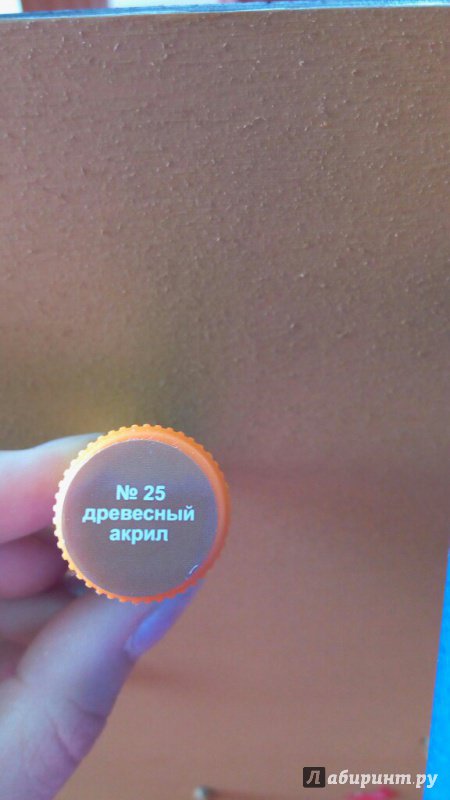 № 25
древесный
акрил
Лабиринт.ру